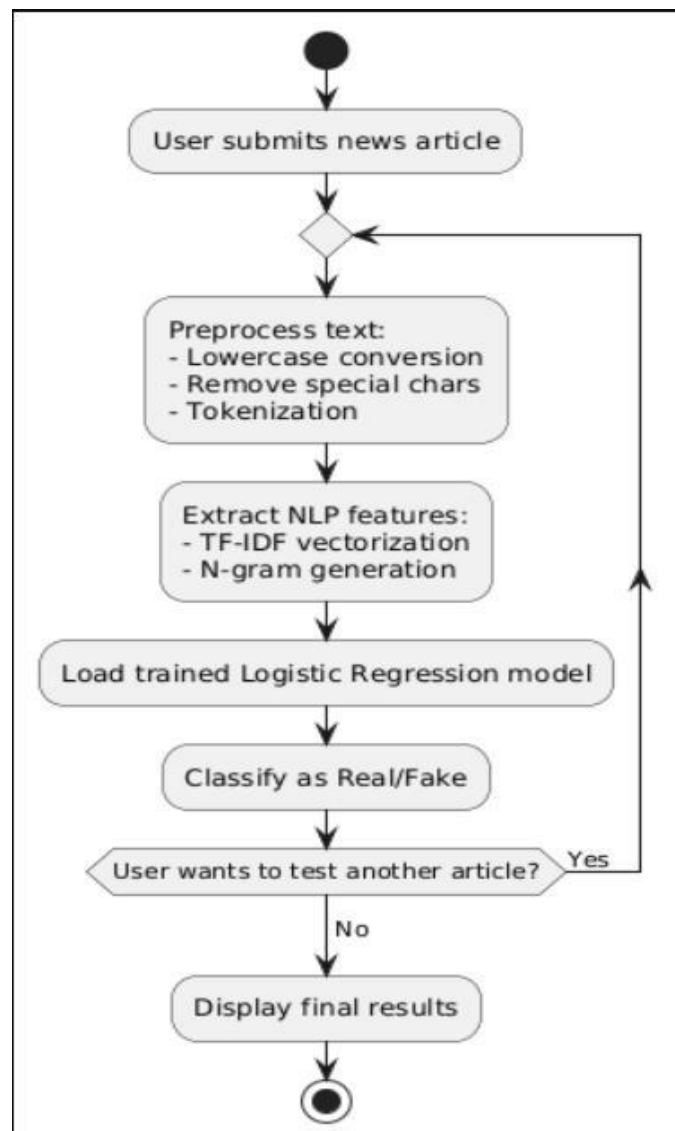 User submits news article
Preprocess text:
- Lowercase conversion
- Remove special chars
- Tokenization
Extract NLP features:
- TF-IDF vectorization
- N-gram generation
Load trained Logistic Regression model
Classify as Real/Fake
User wants to test another article?
Yes
No
Display final results